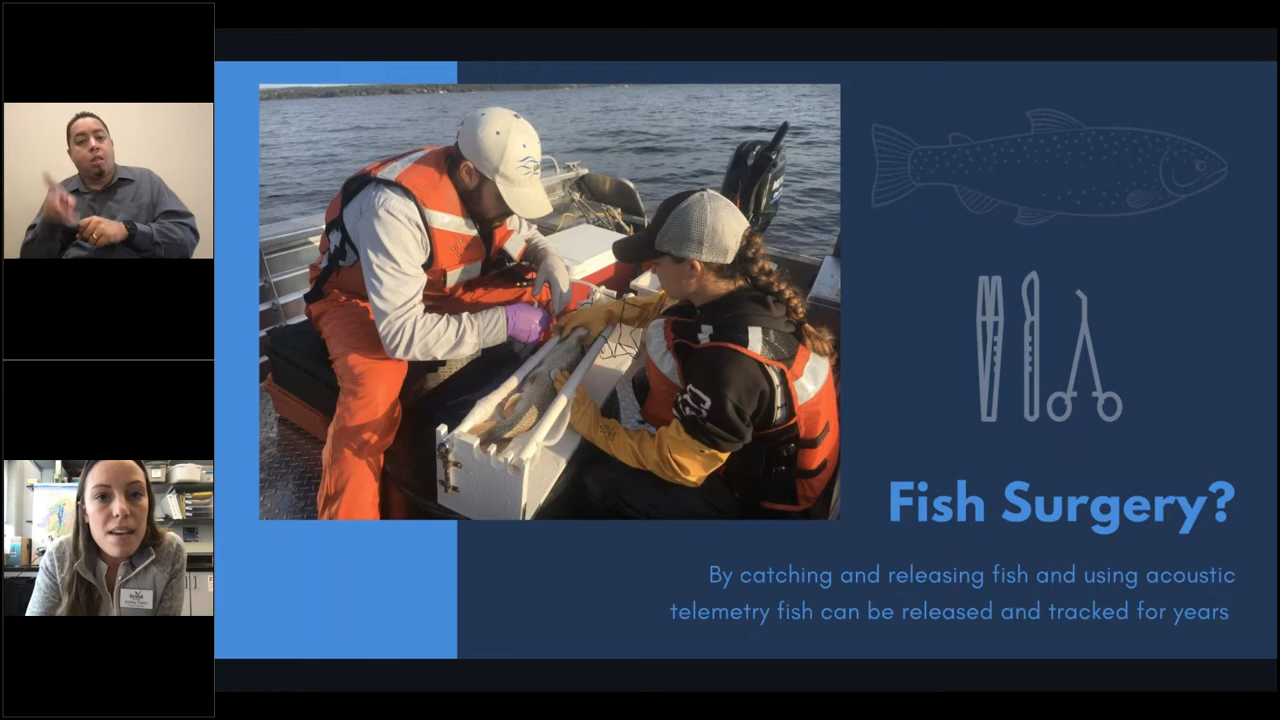 Fish Surgery?
By catching and releasing fish and using acoustic
telemetry fish can be released and tracked for years